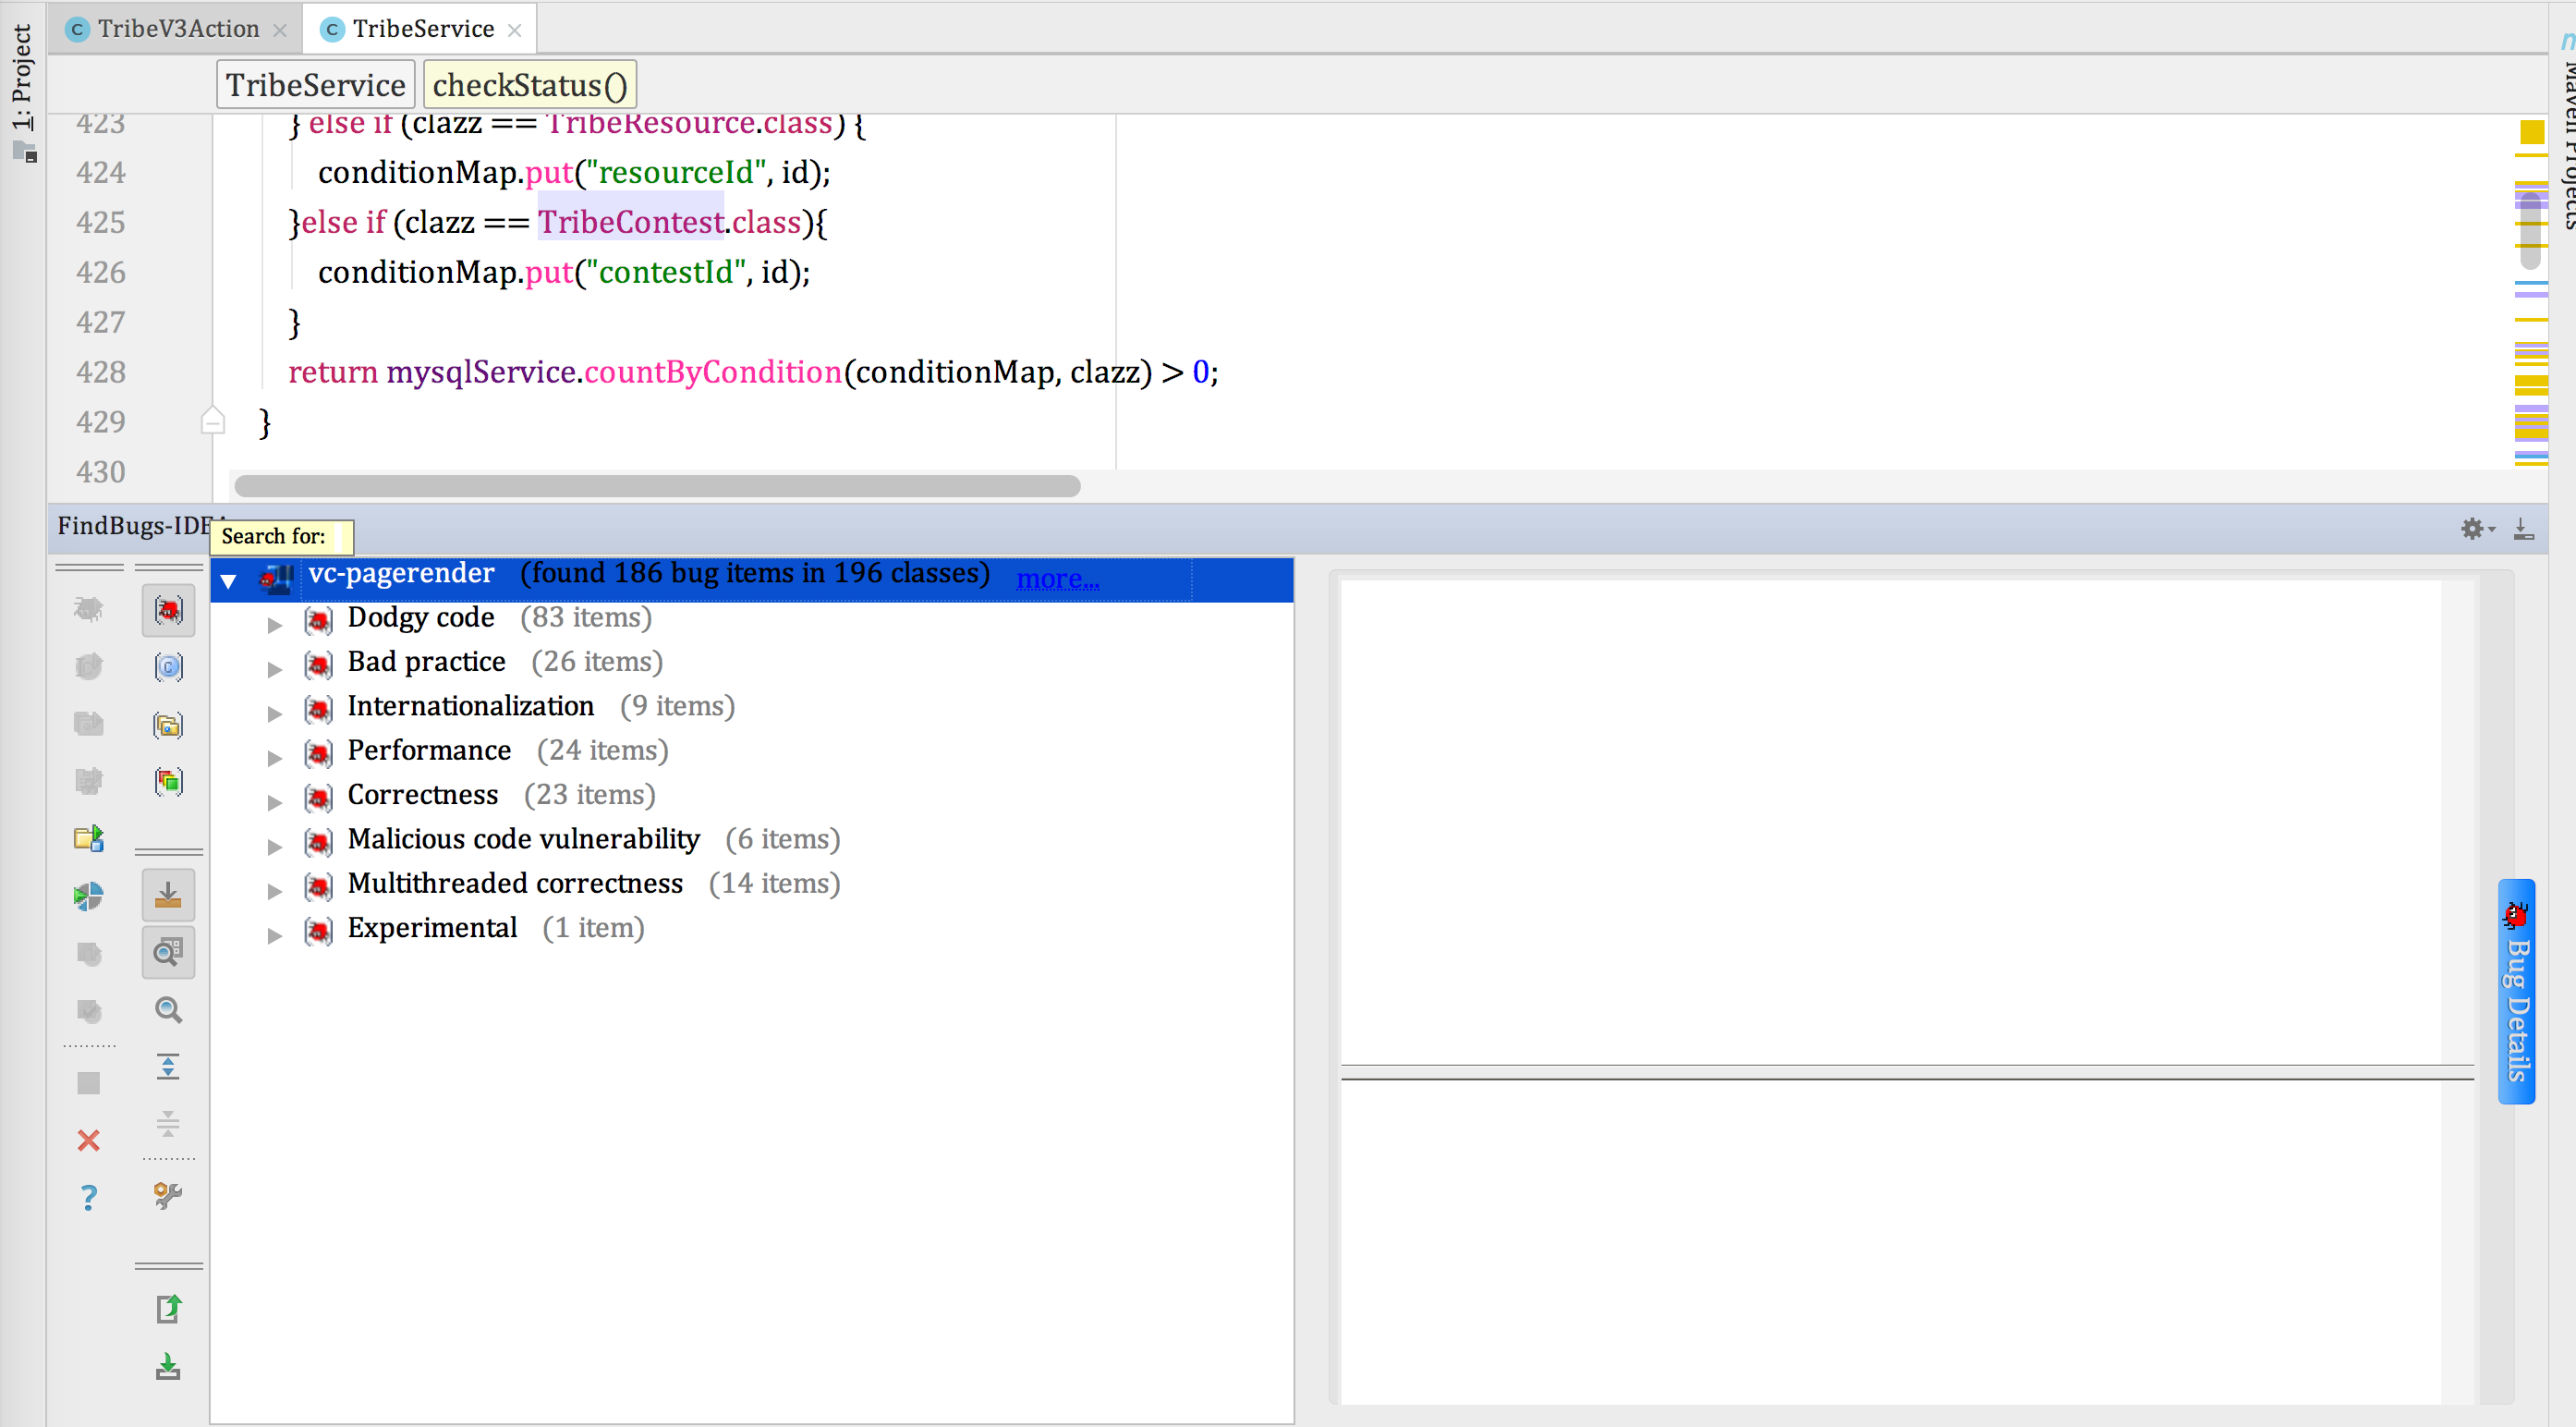 1: Project
TribeV3Action
TribeService
Maven Projects
TribeService
checkStatus()
423 } else if (clazz == TribeResource.class) {
424 conditionMap.put("resourceId", id);
425 }else if (clazz == TribeContest.class){
426 conditionMap.put("contestId", id);
427 }
428 return mysqlService.countByCondition(conditionMap, clazz) > 0;
429 }
430
FindBugs-IDEA
Search for:
vc-pagerender (found 186 bug items in 196 classes) more...
Dodgy code (83 items)
Bad practice (26 items)
Internationalization (9 items)
Performance (24 items)
Correctness (23 items)
Malicious code vulnerability (6 items)
Multithreaded correctness (14 items)
Experimental (1 item)
Bug Details